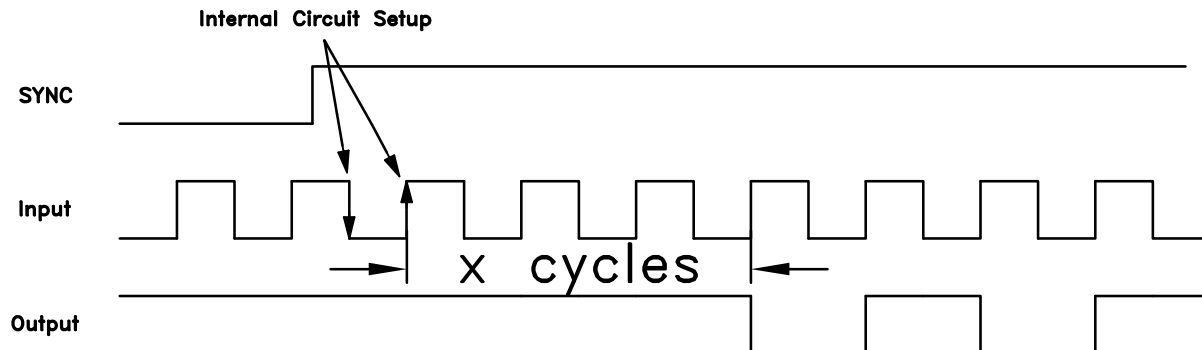 Internal Circuit Setup
SYNC
Input
x cycles
Output